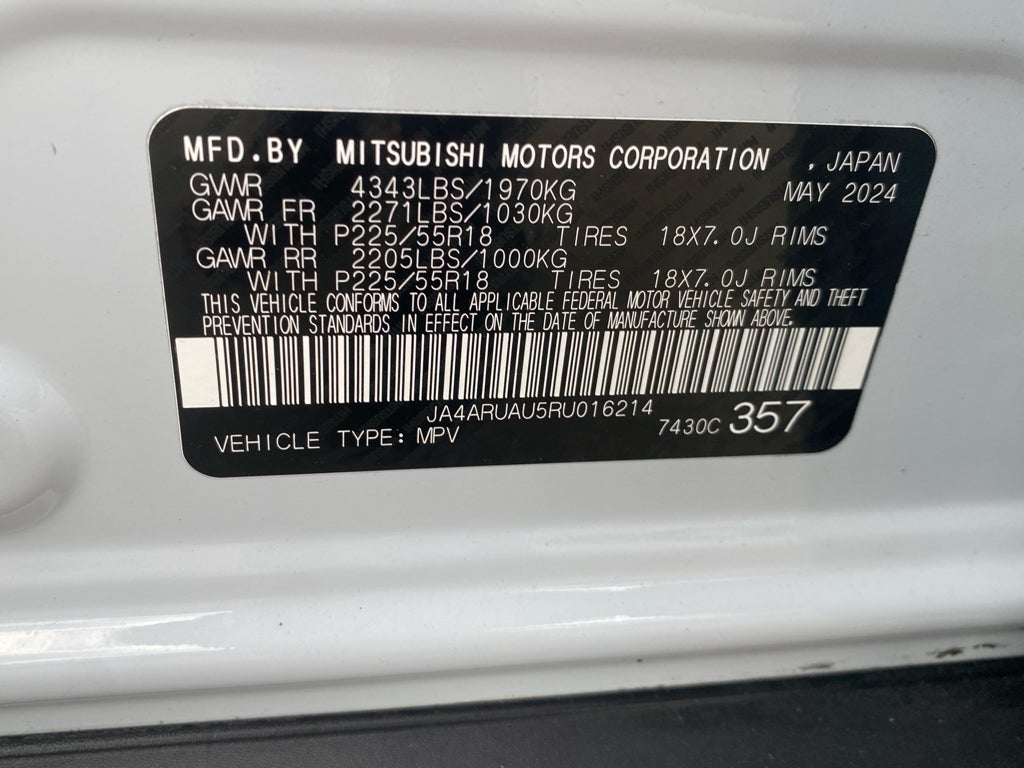 MFD.BY MITSUBISHI MOTORS CORPORATION , JAPAN
GVWR 4343LBS/1970KG MAY 2024
GAWR FR 2271LBS/1030KG
WITH P225/55R18 TIRES 18X7.0J RIMS
GAWR RR 2205LBS/1000KG
WITH P225/55R18 TIRES 18X7.0J RIMS
THIS VEHICLE CONFORMS TO ALL APPLICABLE FEDERAL MOTOR VEHICLE SAFETY AND THEFT
PREVENTION STANDARDS IN EFFECT ON THE DATE OF MANUFACTURE SHOWN ABOVE.
JA4ARUAU5RU016214
VEHICLE TYPE: MPV 7430C 357